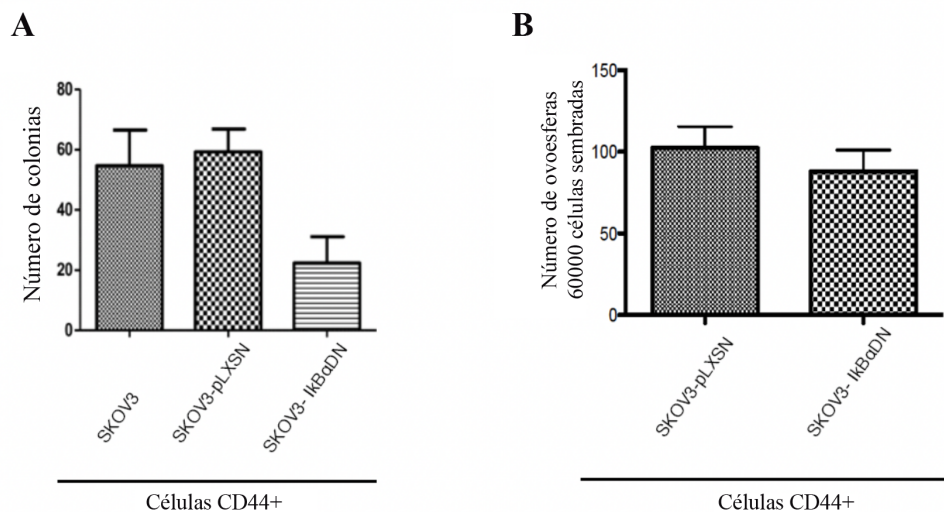 A
Número de colonias
80
60
40
20
0
SKOV3
SKOV3-pLXSN
SKOV3- IkBαDN
Células CD44+
B
Número de ovoesferas
60000 células sembradas
150
100
50
0
SKOV3-pLXSN
SKOV3- IkBαDN
Células CD44+